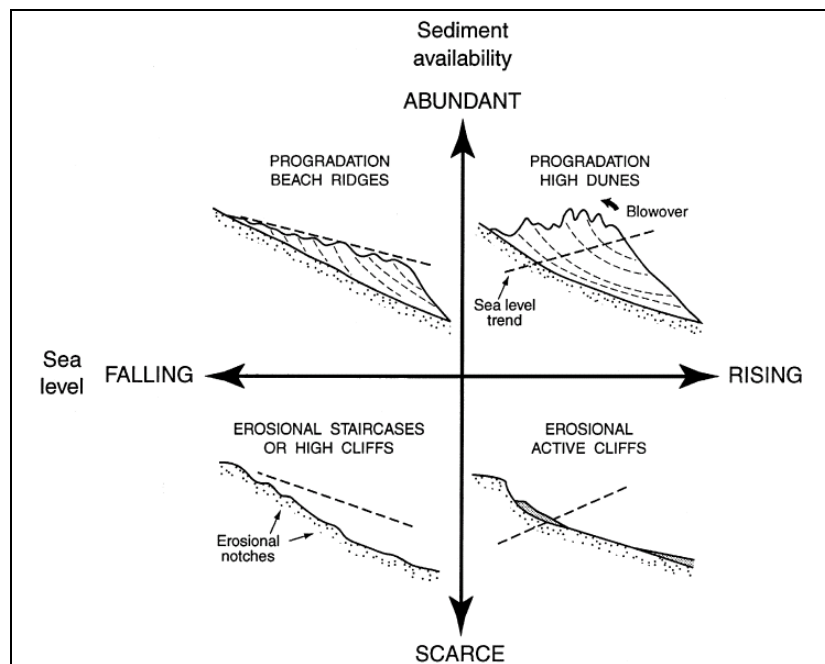 Sediment
availability
ABUNDANT
PROGRADATION
BEACH RIDGES
PROGRADATION
HIGH DUNES
Blowover
Sea level
trend
Sea
level
FALLING
RISING
EROSIONAL STAIRCASES
OR HIGH CLIFFS
EROSIONAL
ACTIVE CLIFFS
Erosional
notches
SCARCE